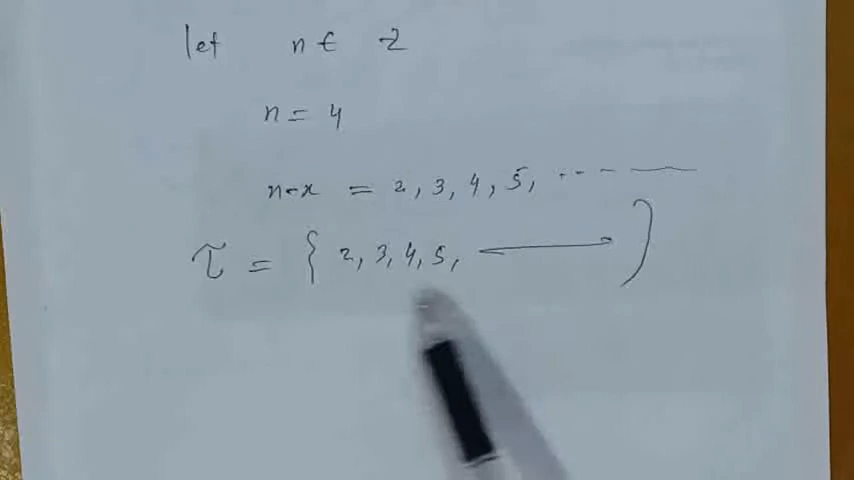 let n ∈ Z
n = 4
n-x = 2, 3, 4, 5, ..--
τ = { 2, 3, 4, 5, ⟷ }